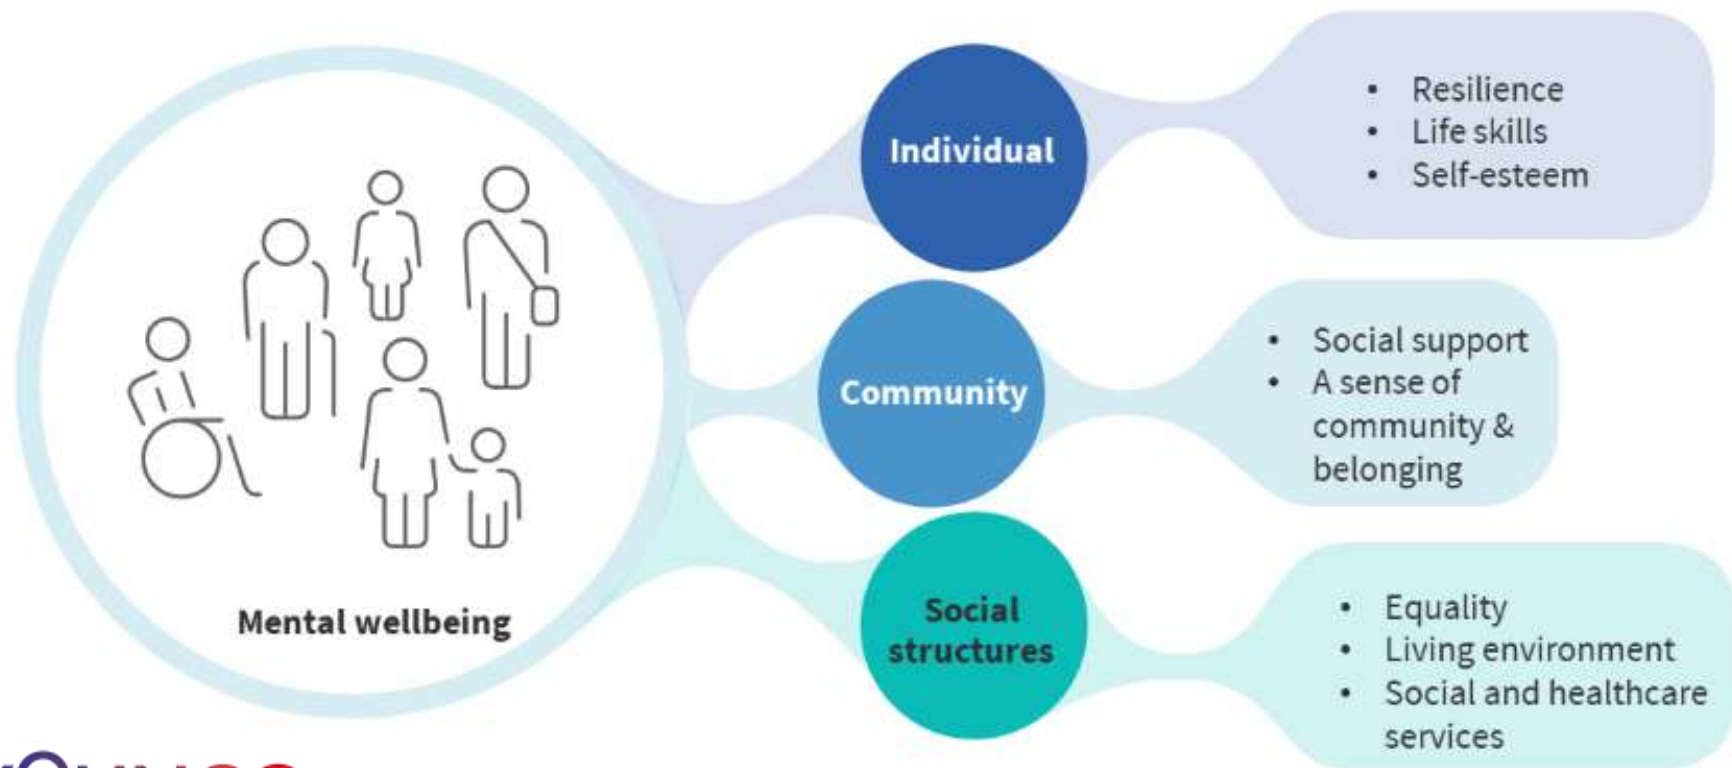 Mental wellbeing
Individual
• Resilience
• Life skills
• Self-esteem
Community
• Social support
• A sense of
community &
belonging
Social
structures
• Equality
• Living environment
• Social and healthcare
services